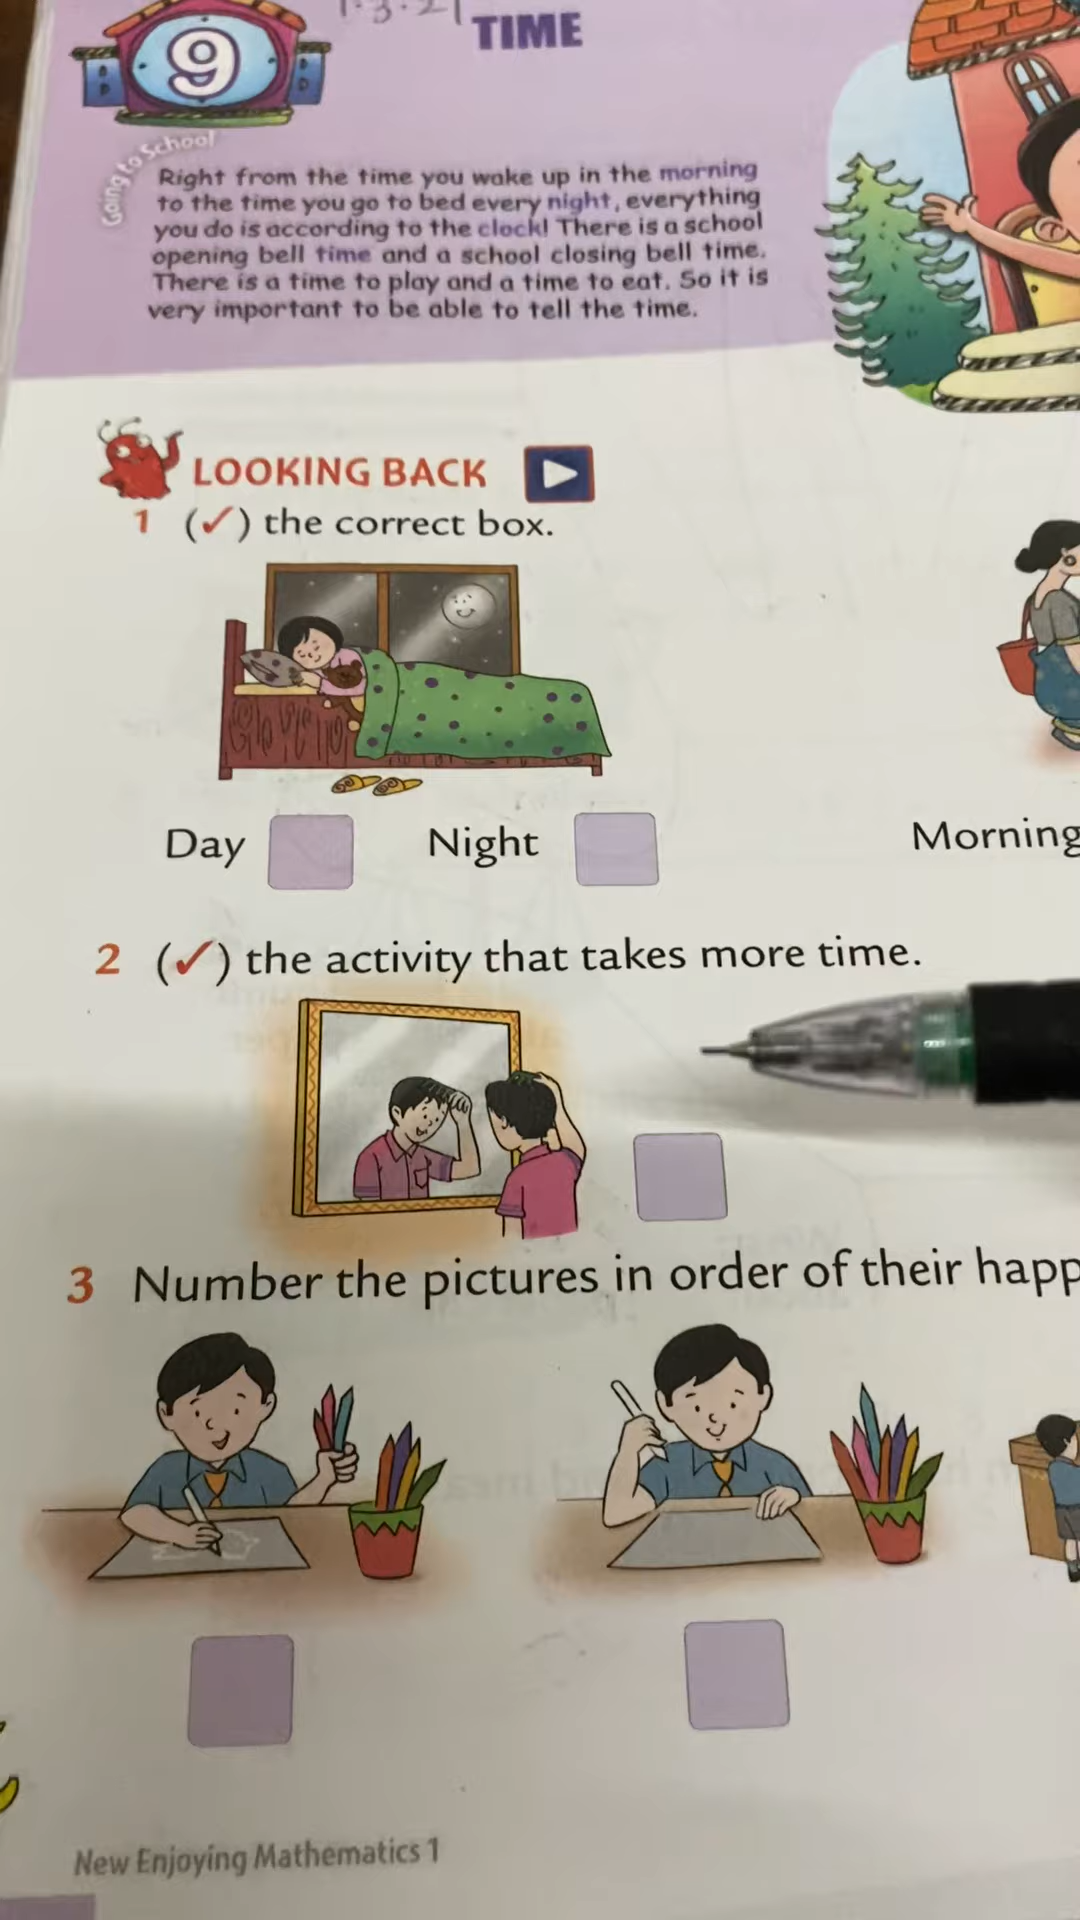 9
TIME
Going to School
Right from the time you wake up in the morning
to the time you go to bed every night, everything
you do is according to the clock! There is a school
opening bell time and a school closing bell time.
There is a time to play and a time to eat. So it is
very important to be able to tell the time.
LOOKING BACK
1 (✓) the correct box.
Day Night Morning
2 (✓) the activity that takes more time.
3 Number the pictures in order of their happ
New Enjoying Mathematics 1